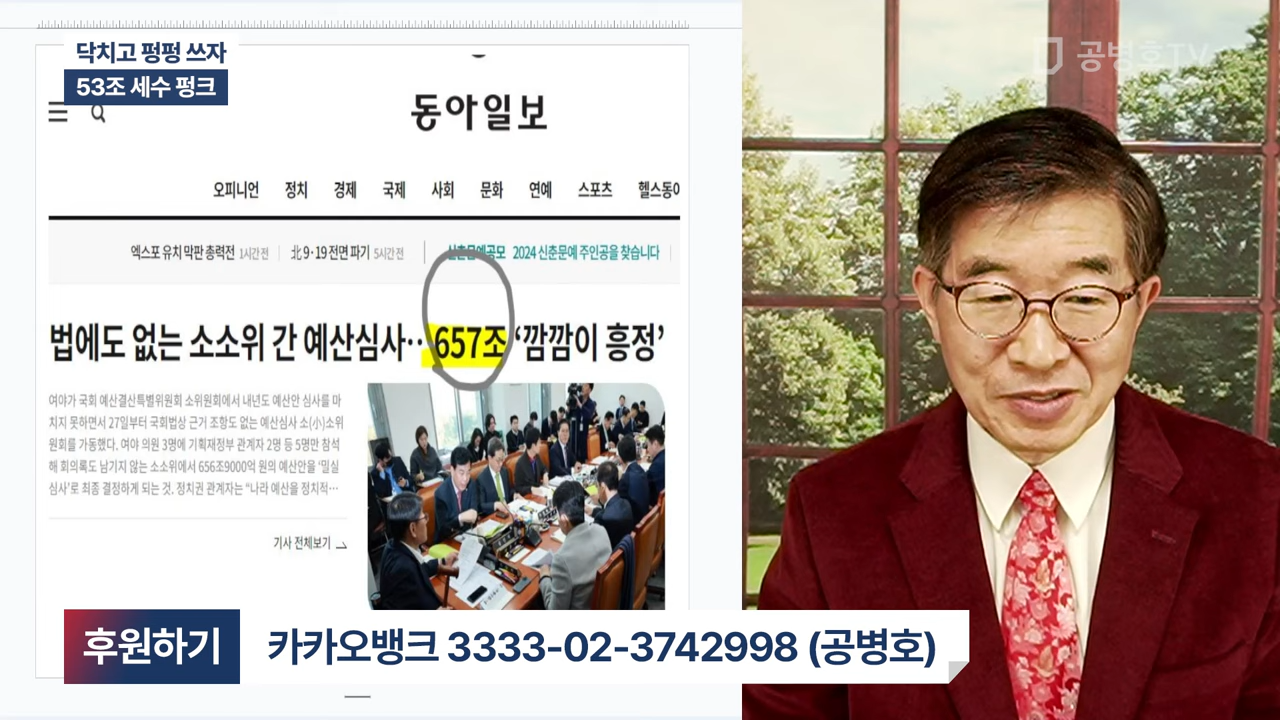 닥치고 펑펑 쓰자
53조 세수 펑크
공병호TV
동아일보
오피니언 정치 경제 국제 사회 문화 연예 스포츠 헬스동아
엑스포 유치 막판 총력전 1시간 전 北 9·19 전면 파기 5시간 전 신춘문예공모 2024 신춘문예 주인공을 찾습니다
법에도 없는 소소위 간 예산심사… 657조 ‘깜깜이 흥정’
여야가 국회 예산결산특별위원회 소위원회에서 내년도 예산안 심사를 마
치지 못하면서 27일부터 국회법상 근거 조항도 없는 예산심사 소(小)소위
원회를 가동했다. 여야 의원 3명에 기획재정부 관계자 2명 등 5명만 참석
해 회의록도 남기지 않는 소소위에서 656조9000억 원의 예산안을 ‘밀실
심사’로 최종 결정하게 되는 것. 정치권 관계자는 “나라 예산을 정치적…
기사 전체보기
후원하기 카카오뱅크 3333-02-3742998 (공병호)